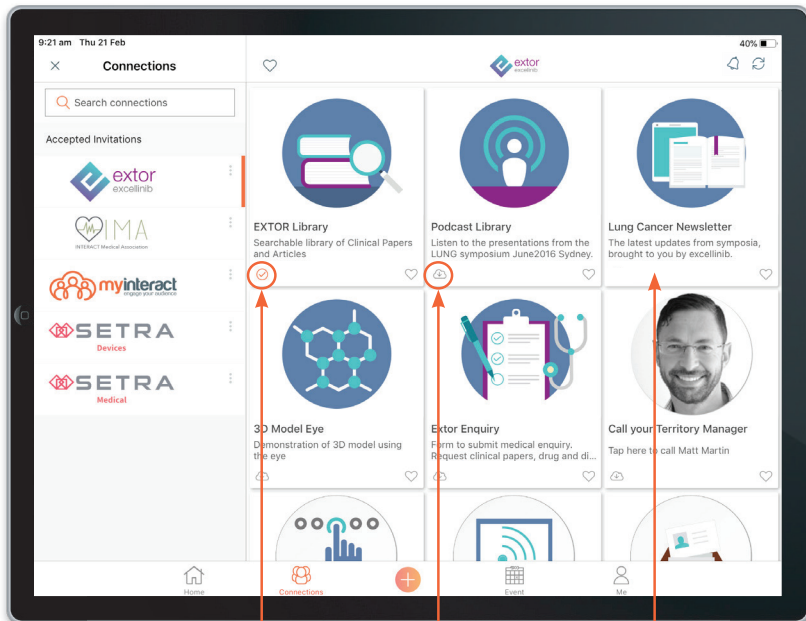 9:21 am Thu 21 Feb
40%
Connections
extor
excellinib
Search connections
Accepted Invitations
extor
excellinib
IMA
INTERACT Medical Association
myinteract
engage your audience
SETRA
Devices
SETRA
Medical
EXTOR Library
Searchable library of Clinical Papers
and Articles
Podcast Library
Listen to the presentations from the
LUNG symposium June2016 Sydney.
Lung Cancer Newsletter
The latest updates from symposia,
brought to you by excellinib.
3D Model Eye
Demonstration of 3D model using
the eye
Extor Enquiry
Form to submit medical enquiry.
Request clinical papers, drug and di...
Call your Territory Manager
Tap here to call Matt Martin
Home
Connections
Event
Me